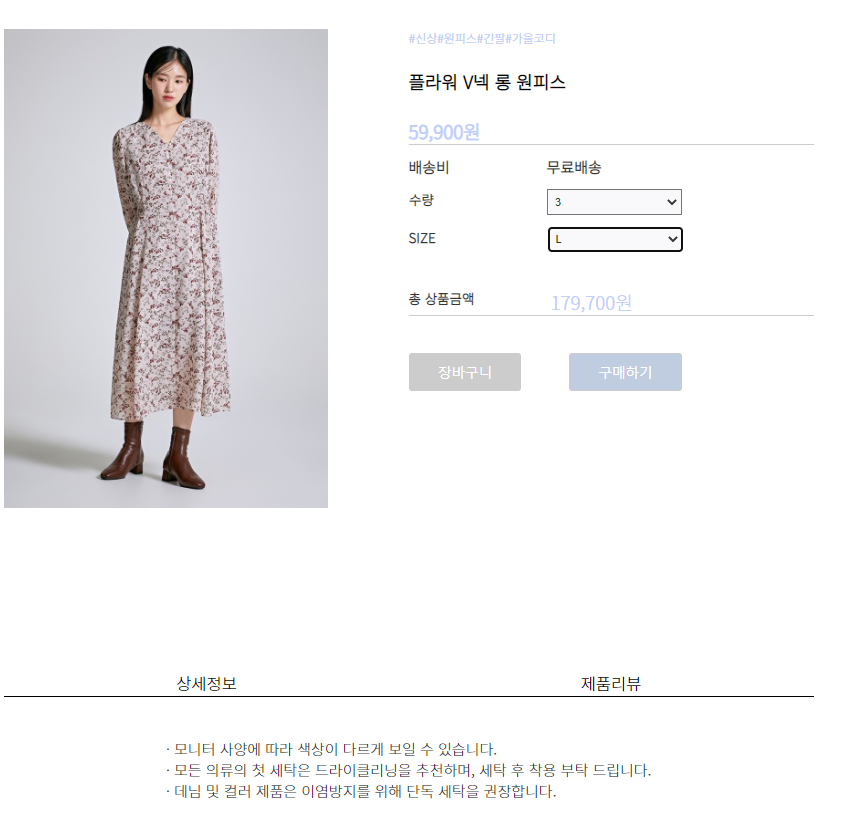 #신상#원피스#긴팔#가을코디
플라워 V넥 롱 원피스
59,900원
배송비 무료배송
수량 3
SIZE L
총 상품금액 179,700원
장바구니 구매하기
상세정보 제품리뷰
· 모니터 사양에 따라 색상이 다르게 보일 수 있습니다.
· 모든 의류의 첫 세탁은 드라이클리닝을 추천하며, 세탁 후 착용 부탁 드립니다.
· 데님 및 컬러 제품은 이염방지를 위해 단독 세탁을 권장합니다.